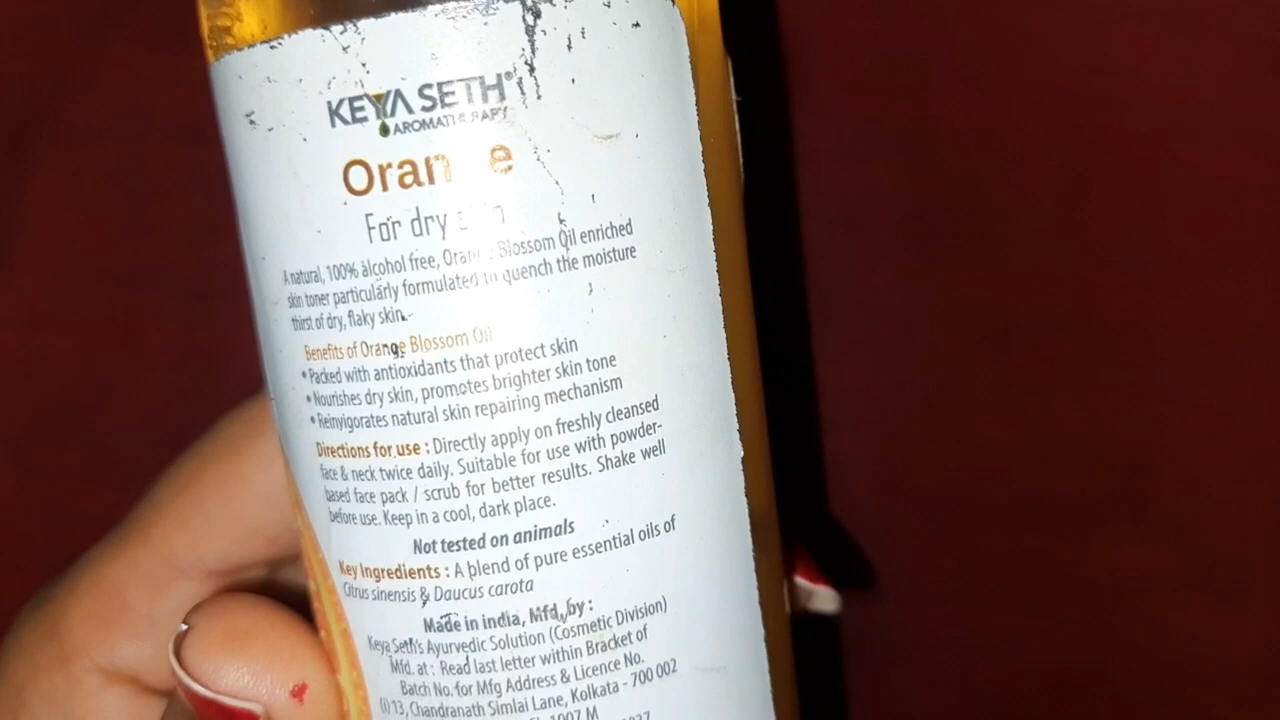 KEYA SETH®
AROMATHERAPY
Oran e
For dry
A natural, 100% alcohol free, Orange Blossom Oil enriched
skin toner particularly formulated to quench the moisture
thirst of dry, flaky skin.
Benefits of Orange Blossom Oil
• Packed with antioxidants that protect skin
• Nourishes dry skin, promotes brighter skin tone
• Reinvigorates natural skin repairing mechanism
Directions for use : Directly apply on freshly cleansed
face & neck twice daily. Suitable for use with powder-
based face pack / scrub for better results. Shake well
before use. Keep in a cool, dark place.
Not tested on animals
Key Ingredients : A blend of pure essential oils of
Citrus sinensis & Daucus carota
Made in india, Mfd. by :
Keya Seth's Ayurvedic Solution (Cosmetic Division)
Mfd. at : Read last letter within Bracket of
Batch No. for Mfg Address & Licence No.
(I) 13, Chandranath Simlai Lane, Kolkata - 700 002
1007 M